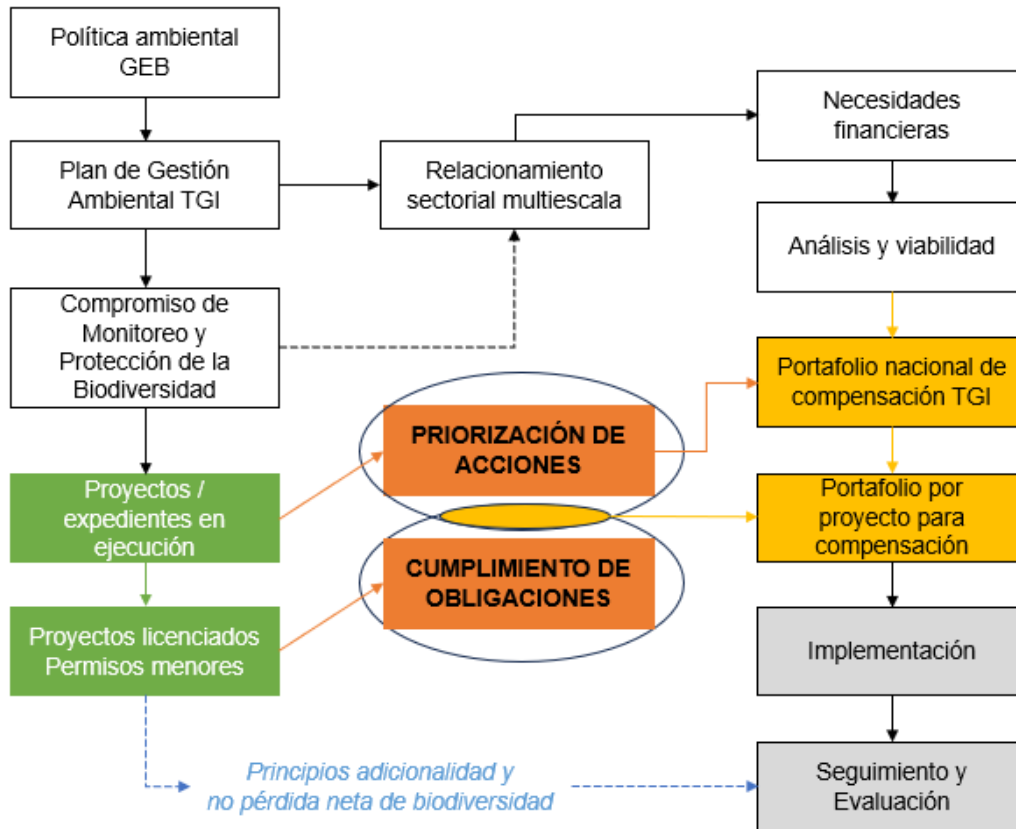 Política ambiental
GEB
Plan de Gestión
Ambiental TGI
Compromiso de
Monitoreo y
Protección de la
Biodiversidad
Proyectos /
expedientes en
ejecución
Proyectos licenciados
Permisos menores
Relacionamiento
sectorial multiescala
PRIORIZACIÓN DE
ACCIONES
CUMPLIMIENTO DE
OBLIGACIONES
Principios adicionalidad y
no pérdida neta de biodiversidad
Necesidades
financieras
Análisis y viabilidad
Portafolio nacional de
compensación TGI
Portafolio por
proyecto para
compensación
Implementación
Seguimiento y
Evaluación